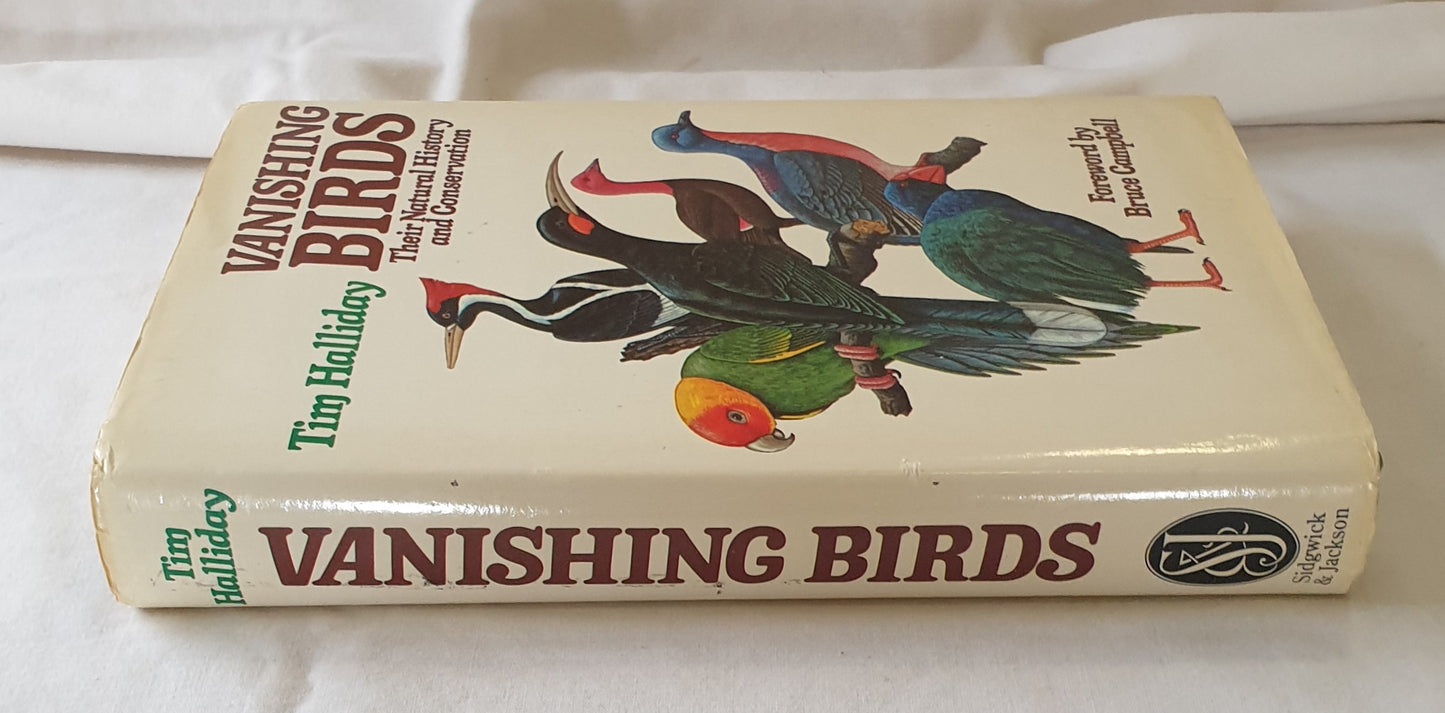 VANISHING
BIRDS
Their Natural History
and Conservation
Tim Halliday
Foreword by
Bruce Campbell
Tim
Halliday
VANISHING BIRDS
S&J
Sidgwick
& Jackson